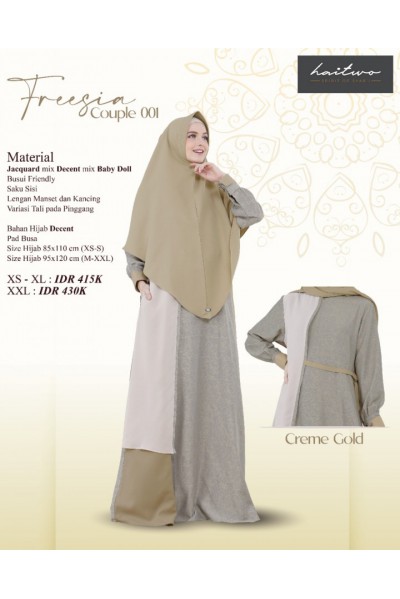 haitwo
Freesia
Couple 001
Material
Jacquard mix Decent mix Baby Doll
Busui Friendly
Saku Sisi
Lengan Manset dan Kancing
Variasi Tali pada Pinggang
Bahan Hijab Decent
Pad Busa
Size Hijab 85x110 cm (XS-S)
Size Hijab 95x120 cm (M-XXL)
XS - XL : IDR 415K
XXL : IDR 430K
Creme Gold